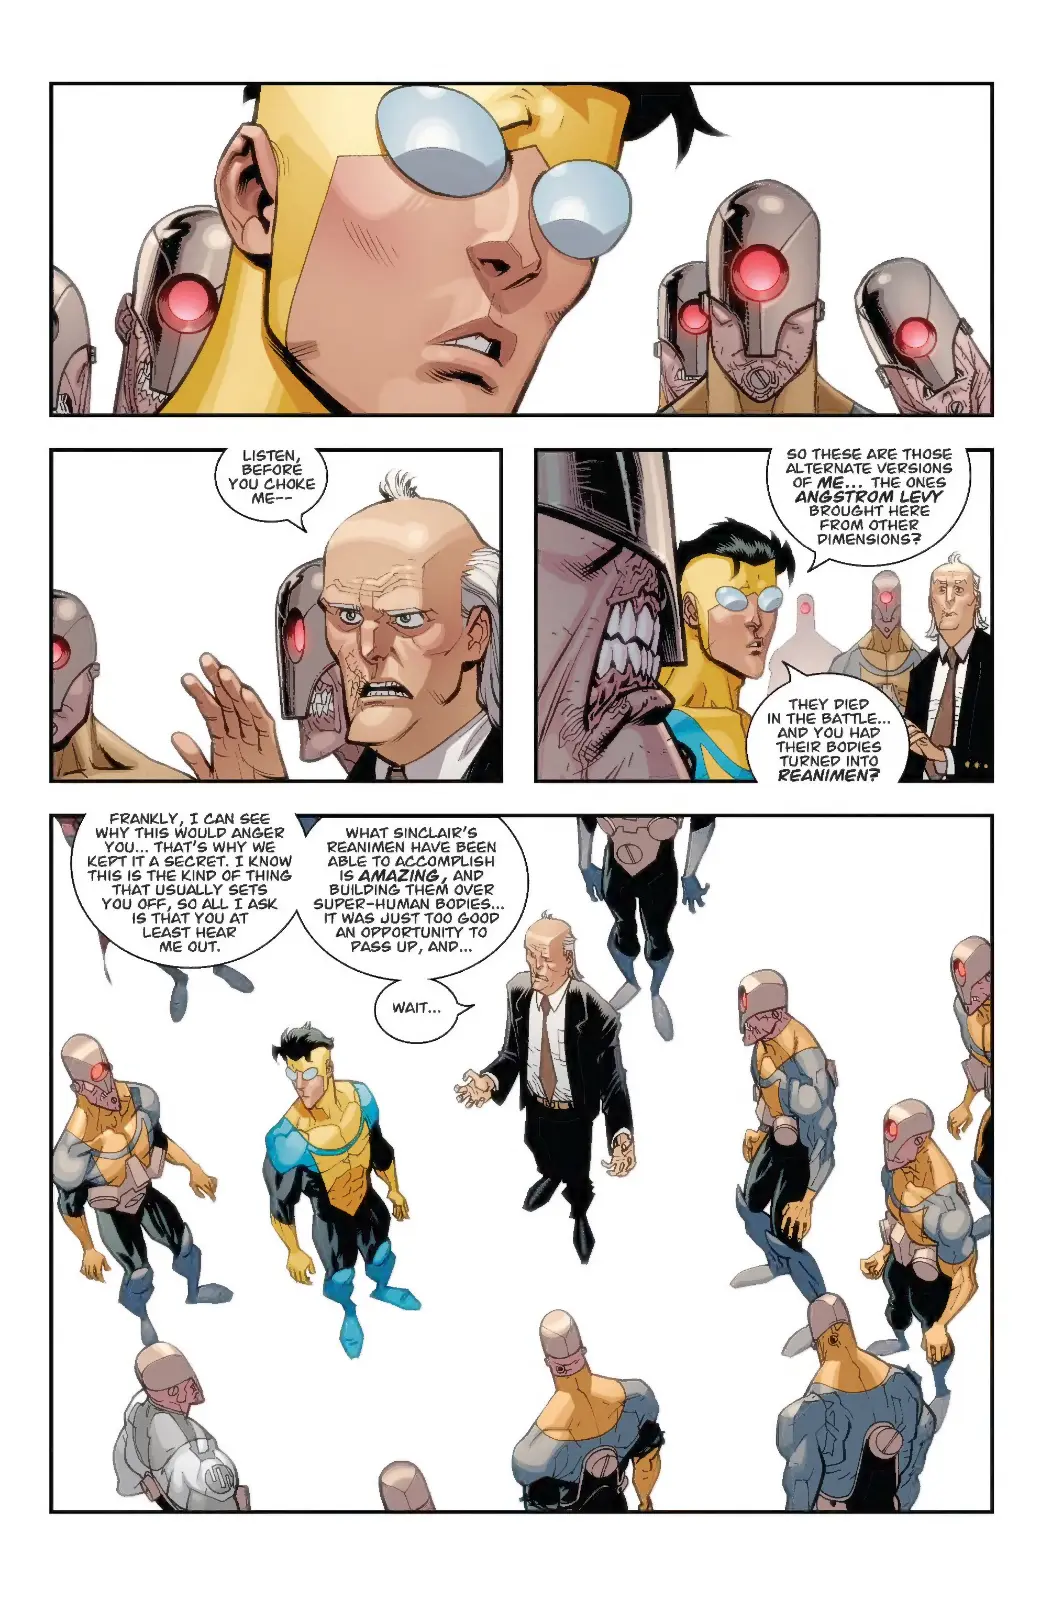 LISTEN,
BEFORE
YOU CHOKE
ME--
SO THESE ARE THOSE
ALTERNATE VERSIONS
OF ME... THE ONES
ANGSTROM LEVY
BROUGHT HERE
FROM OTHER
DIMENSIONS?
THEY DIED
IN THE BATTLE...
AND YOU HAD
THEIR BODIES
TURNED INTO
REANIMEN?
FRANKLY, I CAN SEE
WHY THIS WOULD ANGER
YOU... THAT'S WHY WE
KEPT IT A SECRET. I KNOW
THIS IS THE KIND OF THING
THAT USUALLY SETS
YOU OFF, SO ALL I ASK
IS THAT YOU AT
LEAST HEAR
ME OUT.
WHAT SINCLAIR'S
REANIMEN HAVE BEEN
ABLE TO ACCOMPLISH
IS AMAZING, AND
BUILDING THEM OVER
SUPER-HUMAN BODIES...
IT WAS JUST TOO GOOD
AN OPPORTUNITY TO
PASS UP, AND...
WAIT...